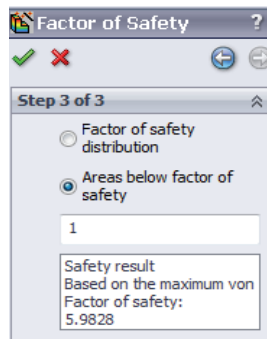 Factor of Safety ?
Step 3 of 3
Factor of safety
distribution
Areas below factor of
safety
1
Safety result
Based on the maximum von
Factor of safety:
5.9828